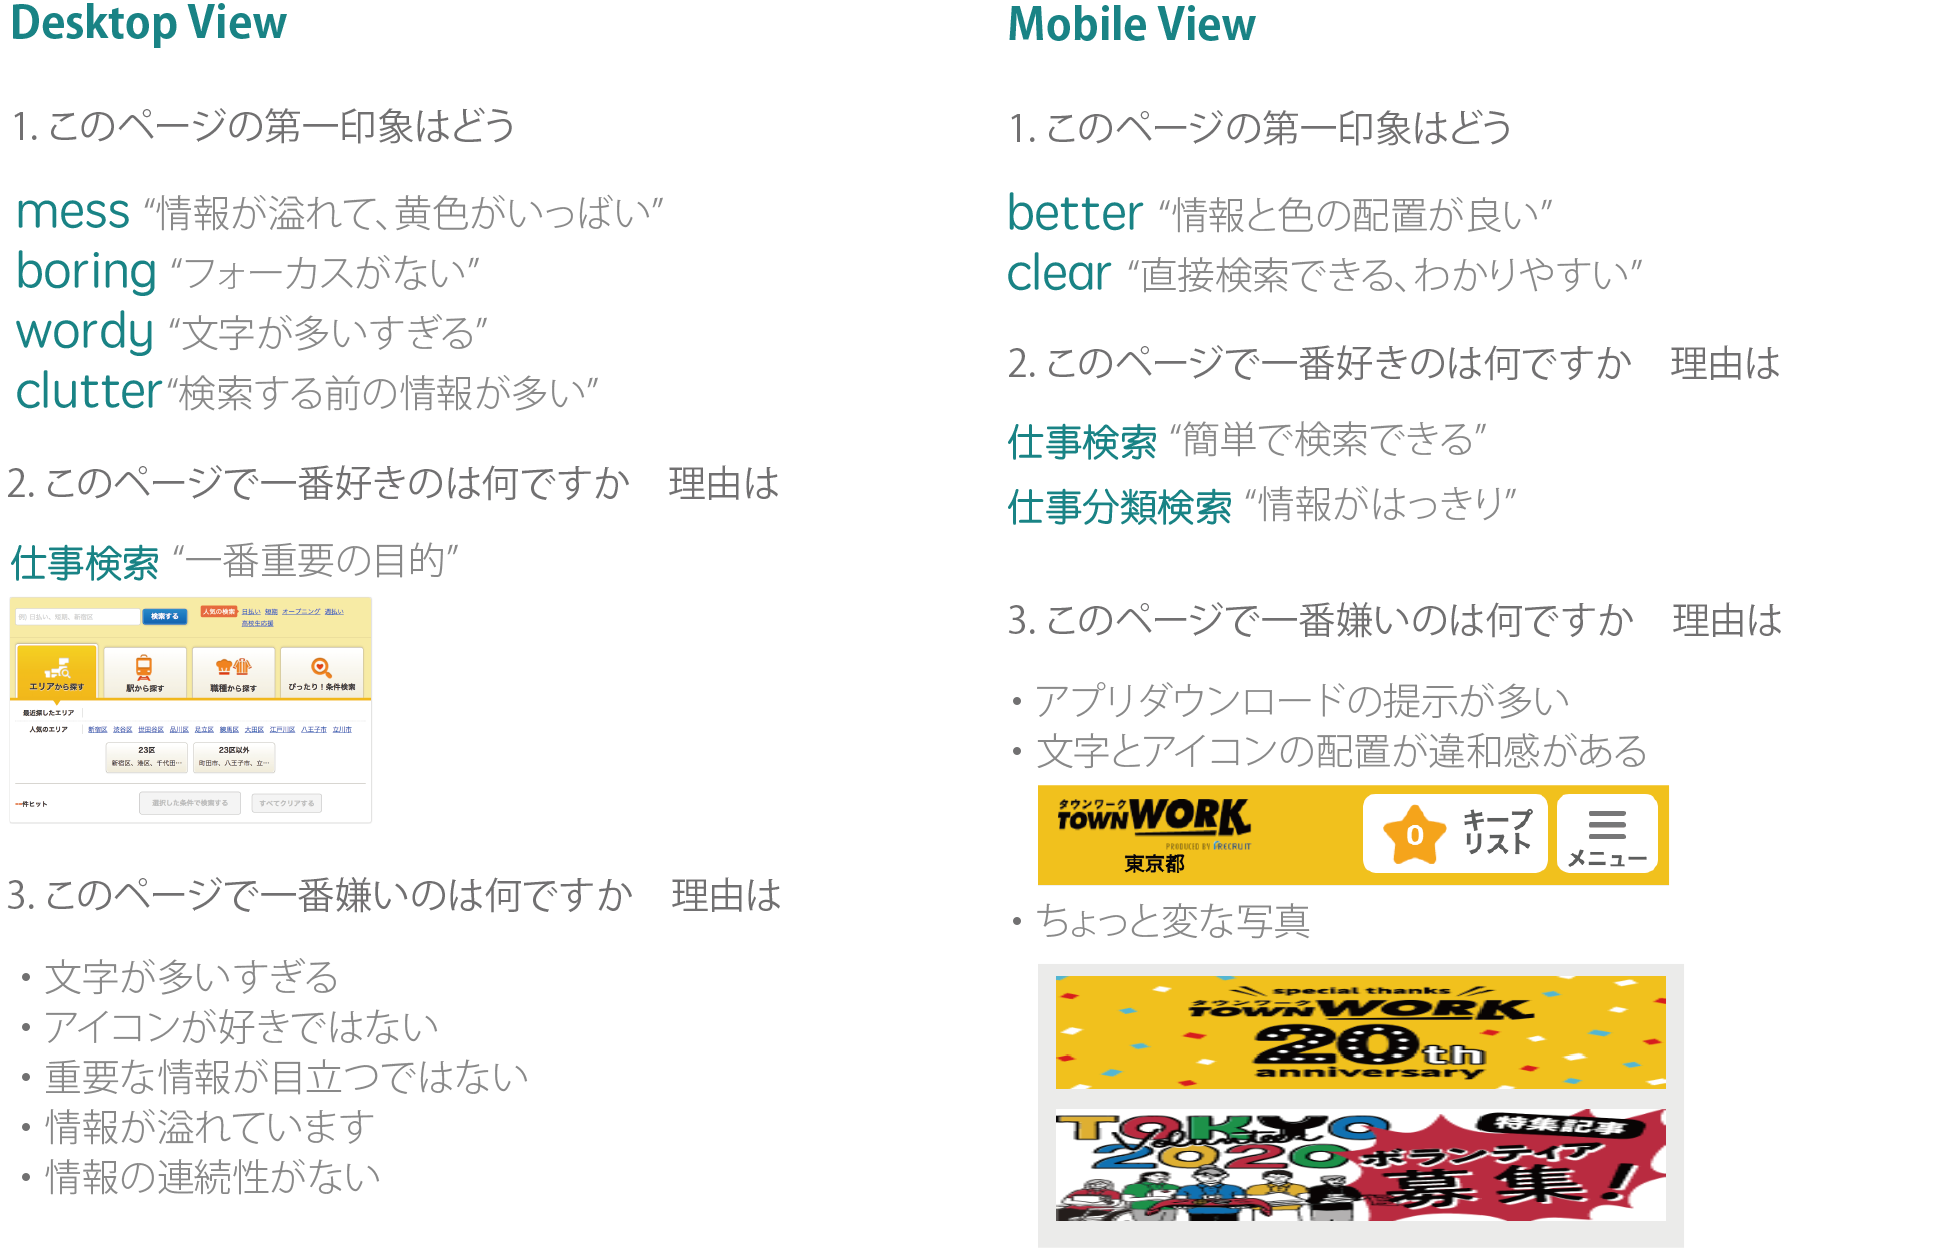 Desktop View
1. このページの第一印象はどう
mess “情報が溢れて、黄色がいっぱい”
boring “フォーカスがない”
wordy “文字が多いすぎる”
clutter“検索する前の情報が多い”
2. このページで一番好きのは何ですか　理由は
仕事検索 “一番重要の目的”
例) 日払い、短期、新宿区
検索する
人気の検索
日払い 短期 オープニング 週払い
高校生応援
エリアから探す
駅から探す
職種から探す
ぴったり！条件検索
最近探したエリア
人気のエリア
新宿区 渋谷区 世田谷区 品川区 足立区 練馬区 大田区 江戸川区 八王子市 立川市
23区
新宿区、港区、千代田…
23区以外
町田市、八王子市、立…
--件ヒット
選択した条件で検索する
すべてクリアする
3. このページで一番嫌いのは何ですか　理由は
・文字が多いすぎる
・アイコンが好きではない
・重要な情報が目立つではない
・情報が溢れています
・情報の連続性がない
Mobile View
1. このページの第一印象はどう
better “情報と色の配置が良い”
clear “直接検索できる、わかりやすい”
2. このページで一番好きのは何ですか　理由は
仕事検索 “簡単で検索できる”
仕事分類検索 “情報がはっきり”
3. このページで一番嫌いのは何ですか　理由は
・アプリダウンロードの提示が多い
・文字とアイコンの配置が違和感がある
タウンワーク
TOWNWORK
PRODUCED BY RECRUIT
東京都
0
キープ
リスト
メニュー
・ちょっと変な写真
special thanks
タウンワーク
TOWNWORK
20th
anniversary
TOKYO
Volunteer
2020
特集記事
ボランティア
募集!